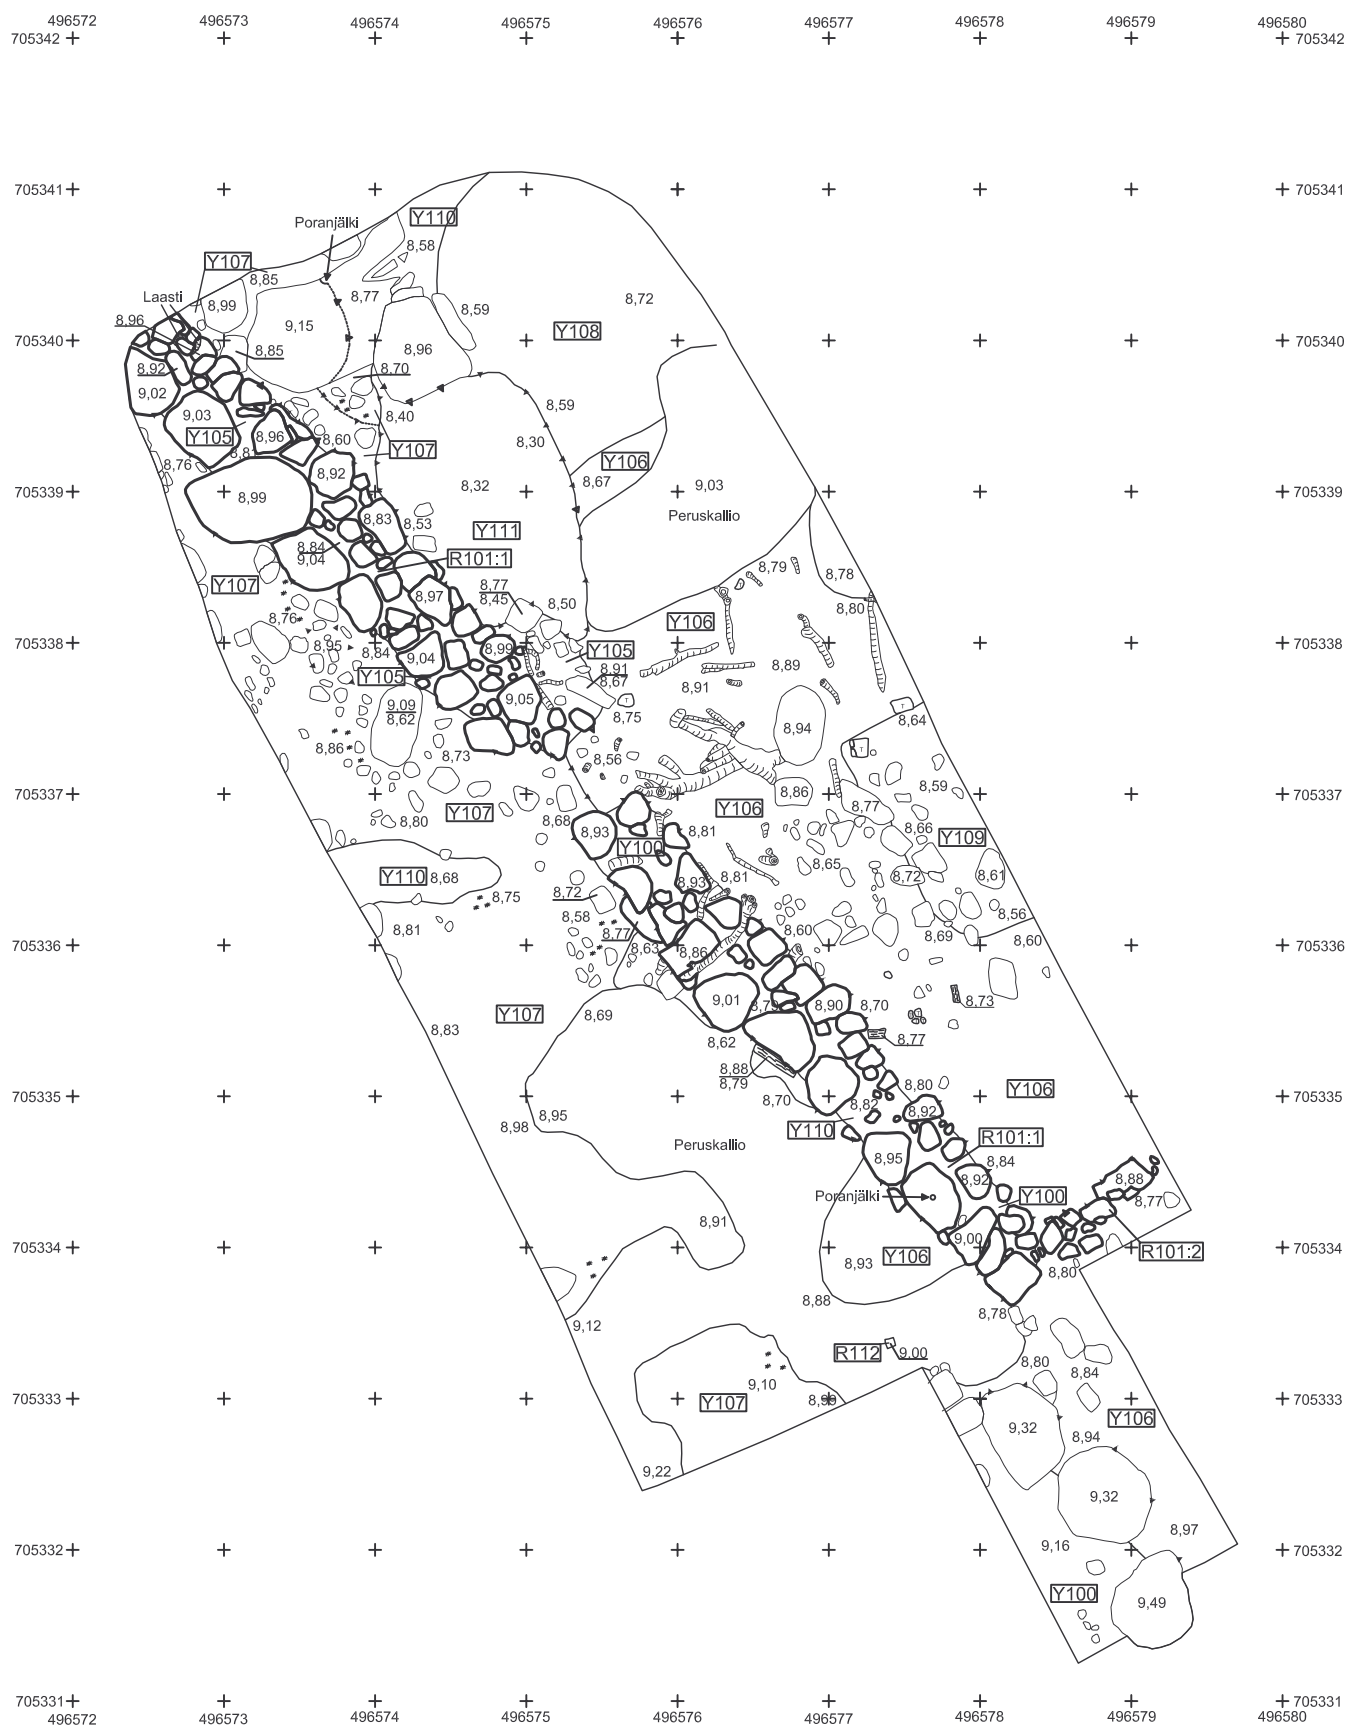 496572 496573 496574 496575 496576 496577 496578 496579 496580
705342 705342
705341 705341
Poranjälki Y110
8,58
Y107
8,85
Laasti 8,99 8,77 8,59 8,72
8,96 9,15 Y108
705340 8,85 8,96 705340
8,92 8,70
9,02
9,03 8,40 8,59
Y105 8,96 8,60 8,30
Y107
8,76 8,92 Y106
8,67
705339 8,99 8,32 9,03 705339
8,83 8,53 Y111 Peruskallio
8,84
9,04 R101:1
Y107 8,97 8,77 8,79 8,78
8,45 8,50 8,80
8,76 Y106
705338 8,95 8,84 9,04 8,99 Y105 705338
Y105 8,91 8,89
8,67 8,91
9,09 9,05
8,62 8,75 8,94 T 8,64
8,86 8,73 8,56 T
705337 8,86 8,59 705337
8,80 Y107 8,68 8,93 Y106 8,77
8,81 8,66
Y100 Y109
Y110 8,68 8,93 8,81 8,65 8,72 8,61
8,75 8,72
8,81 8,58 8,56
8,77 8,60 8,69 8,60
705336 8,63 8,86 705336
9,01 8,79 8,90 8,70 8,73
8,83 Y107 8,69
8,62 8,77
8,88
8,79 8,80
705335 8,70 8,82 8,92 Y106 705335
8,98 8,95 Y110
Peruskallio R101:1
8,95 8,84
8,92 8,88
Poranjälki Y100 8,77
8,91
705334 9,00 R101:2 705334
Y106
8,93 8,80
8,88 8,78
9,12
R112 9.00
8,80 8,84
705333 9,10 705333
Y107 8,99 Y106
9,32 8,94
9,22
9,32
8,97
705332 9,16 705332
Y100 9,49
705331 705331
496572 496573 496574 496575 496576 496577 496578 496579 496580